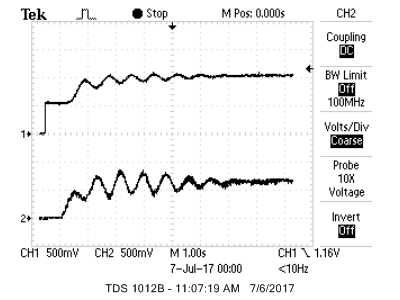 Tek Stop M Pos: 0.000s CH2
Coupling
DC
BW Limit
Off
100MHz
Volts/Div
Coarse
Probe
10X
Voltage
Invert
Off
1
2
CH1 500mV CH2 500mV M 1.00s CH1 1.16V
7-Jul-17 00:00 <10Hz
TDS 1012B - 11:07:19 AM 7/6/2017